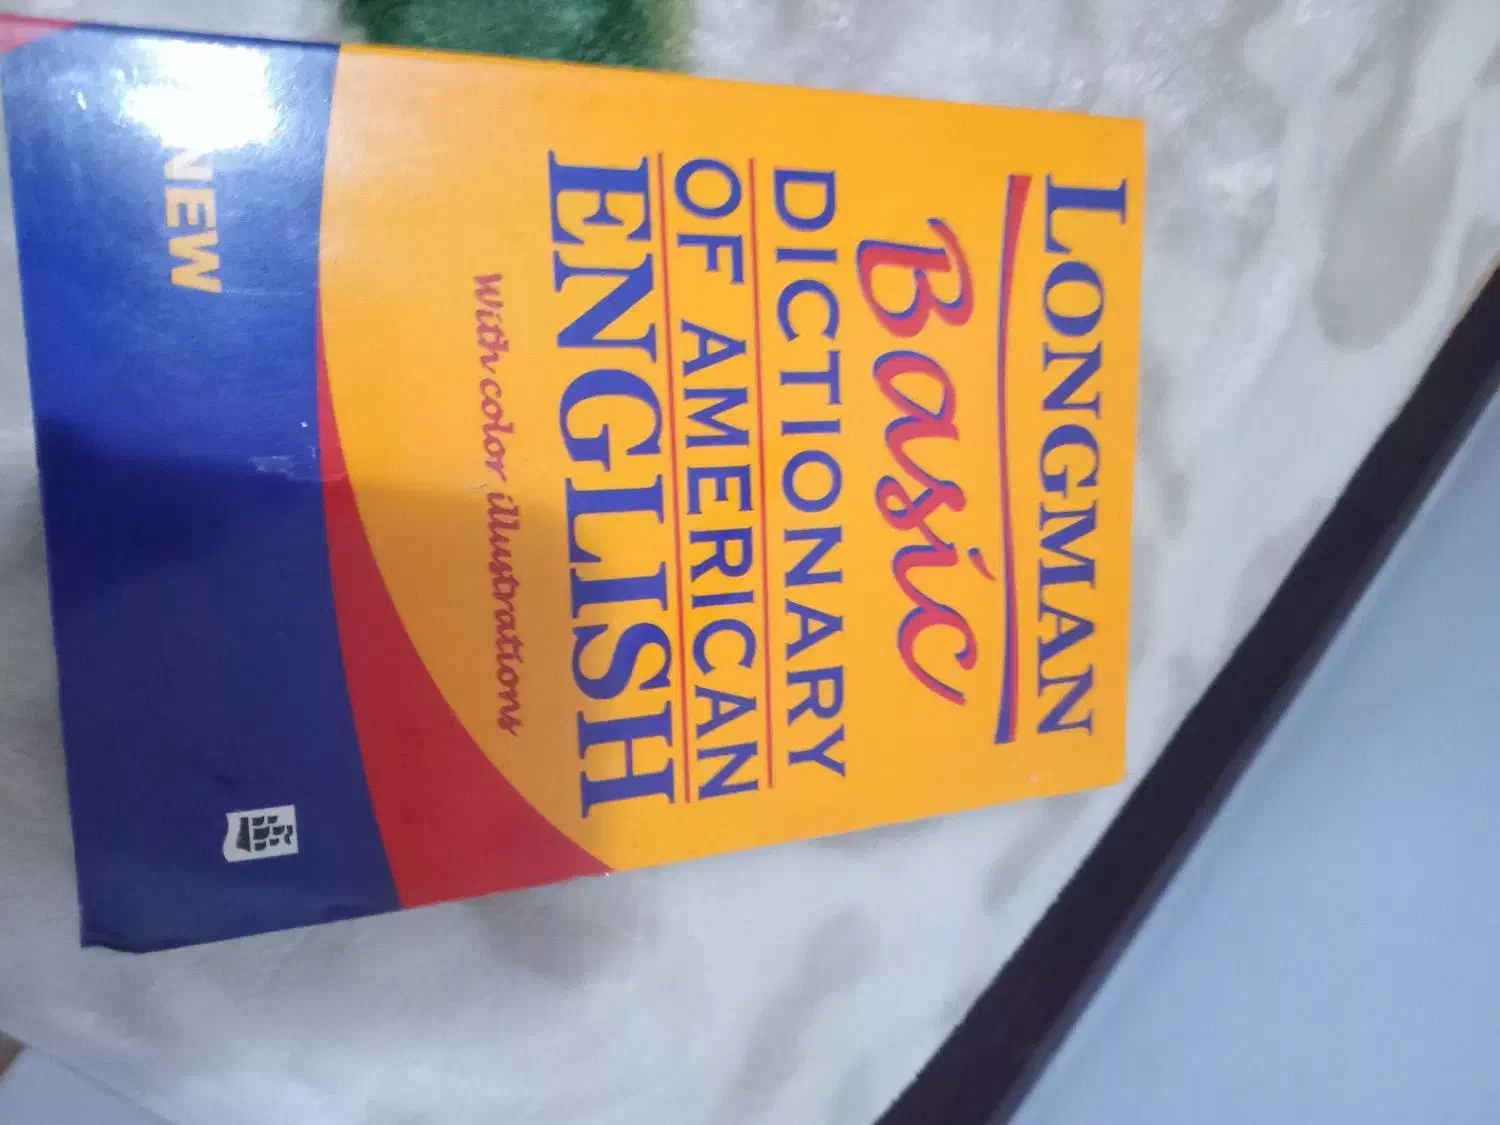 LONGMAN
Basic
DICTIONARY
OF AMERICAN
ENGLISH
With color illustrations
NEW